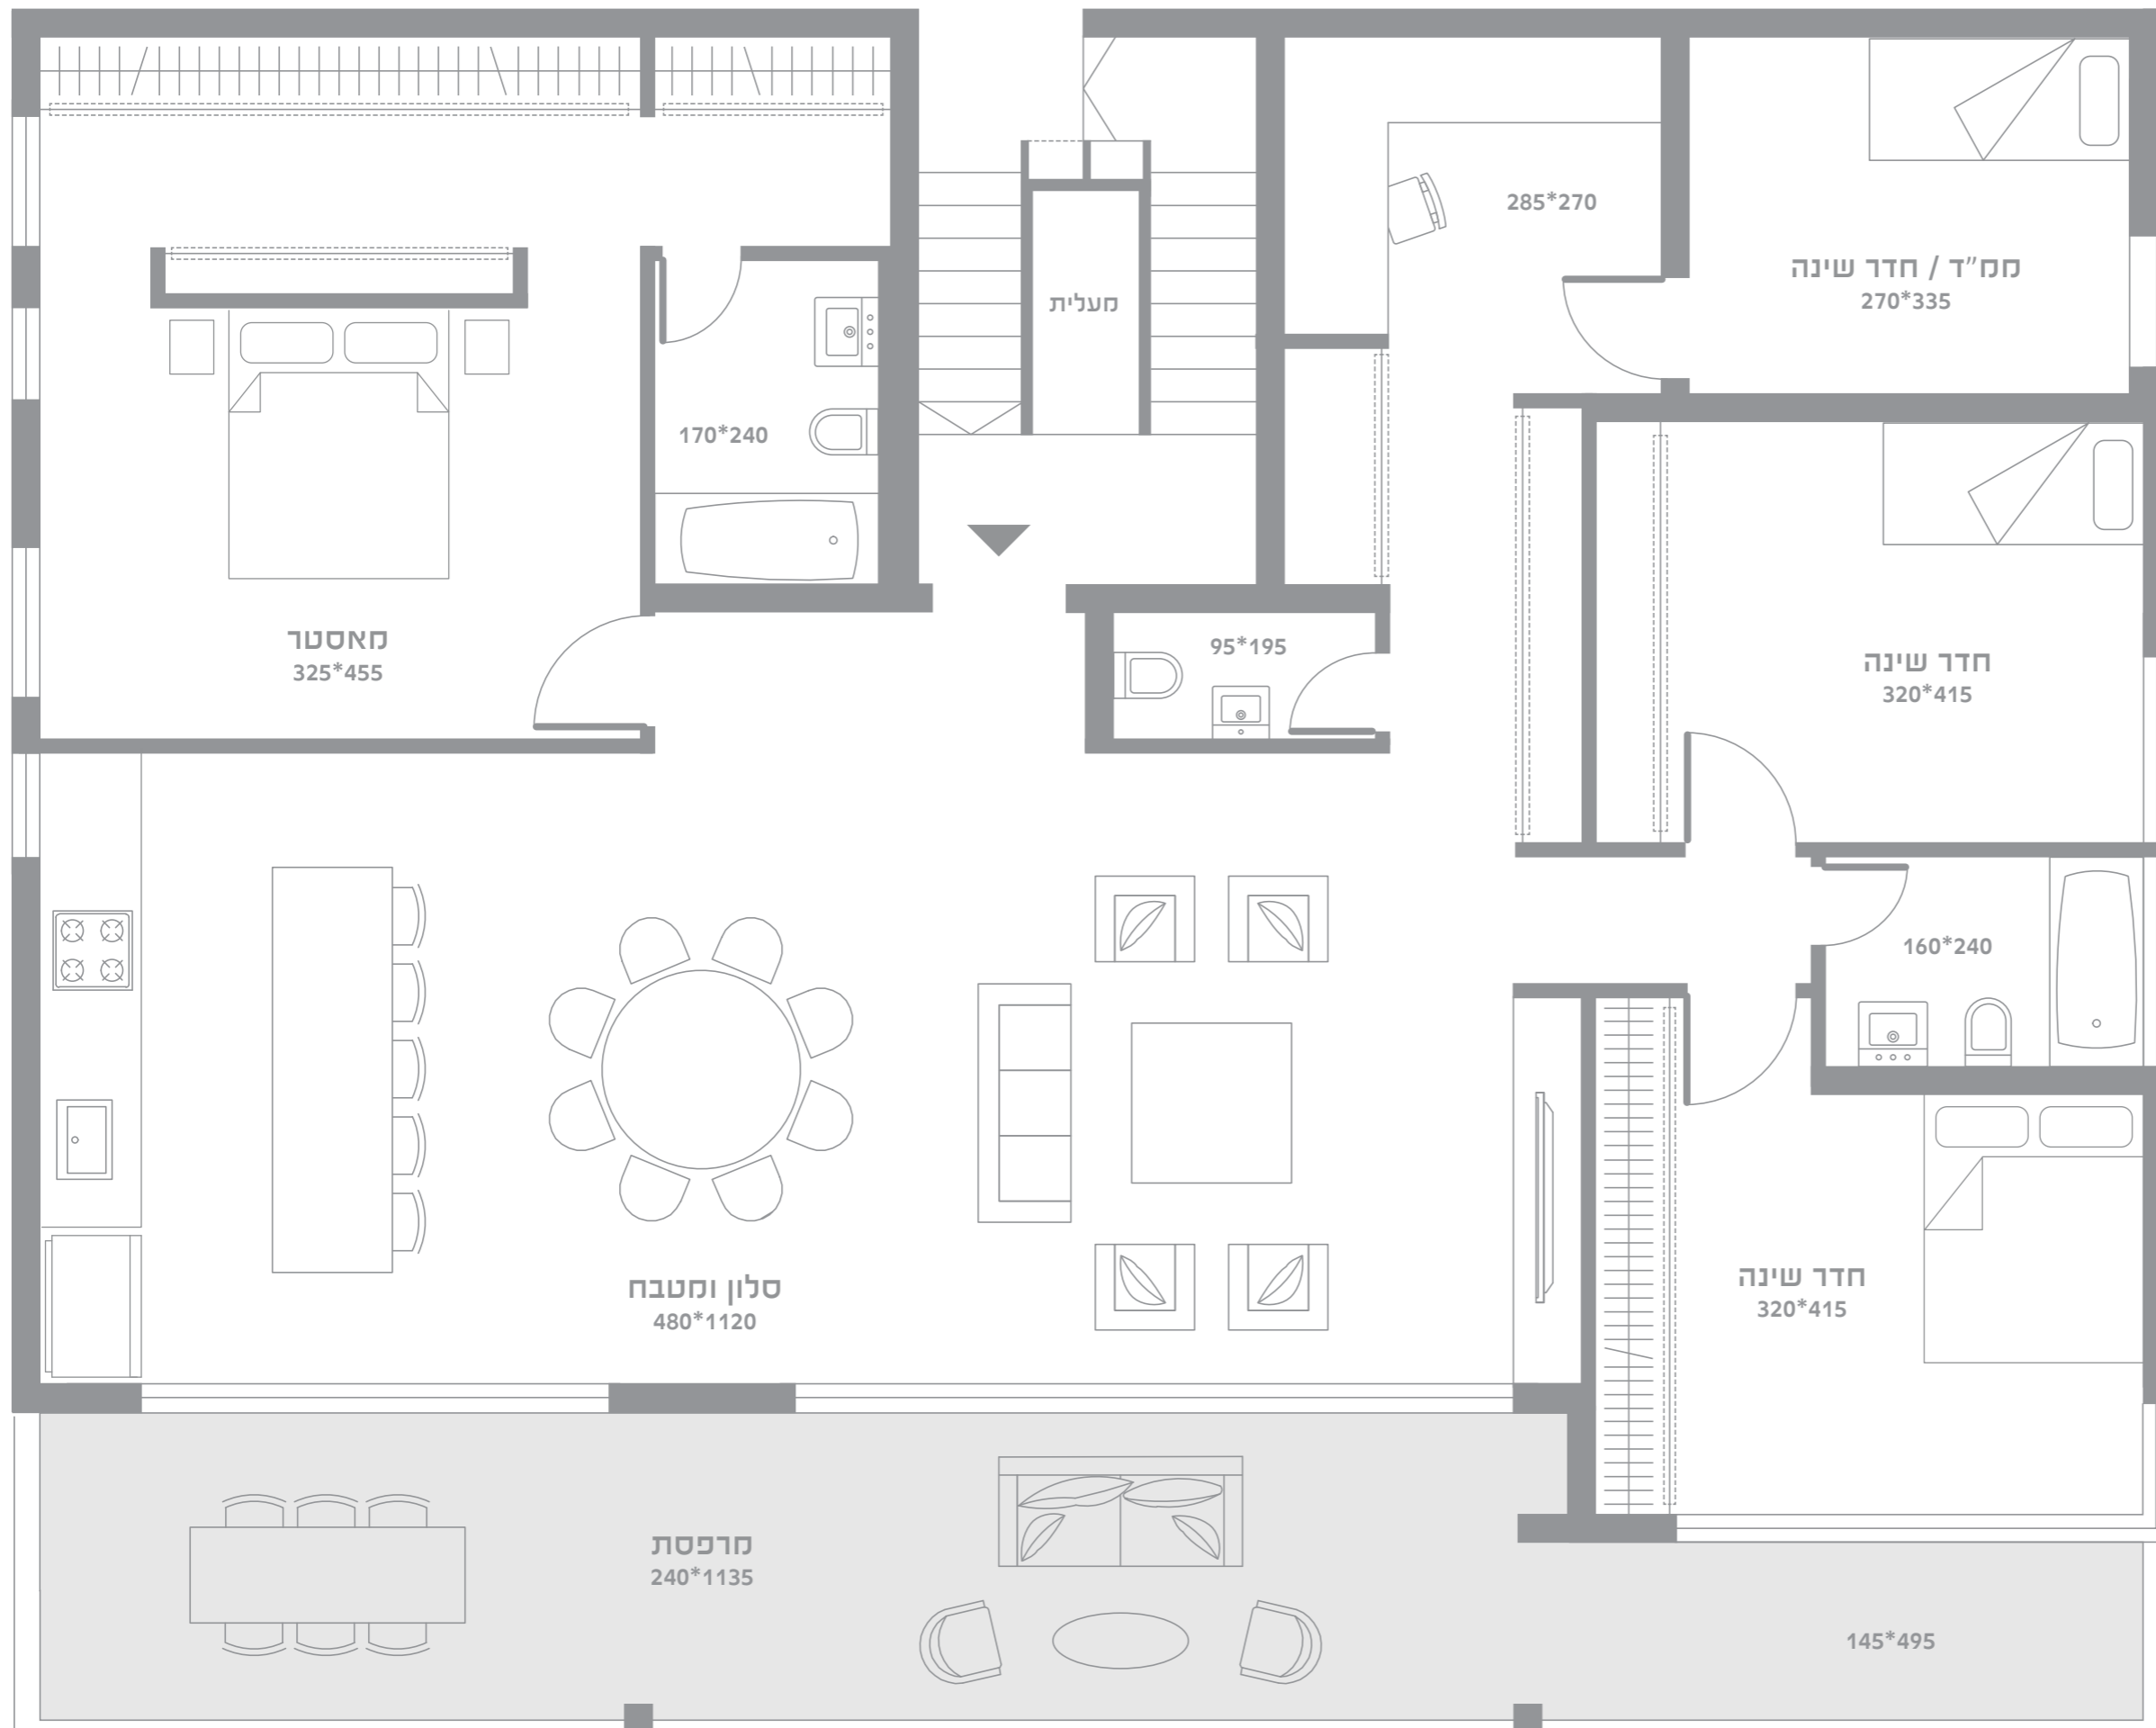 285*270
ממ״ד / חדר שינה
270*335
מעלית
170*240
מאסטר
325*455
95*195
חדר שינה
320*415
160*240
סלון ומטבח
480*1120
חדר שינה
320*415
מרפסת
240*1135
145*495